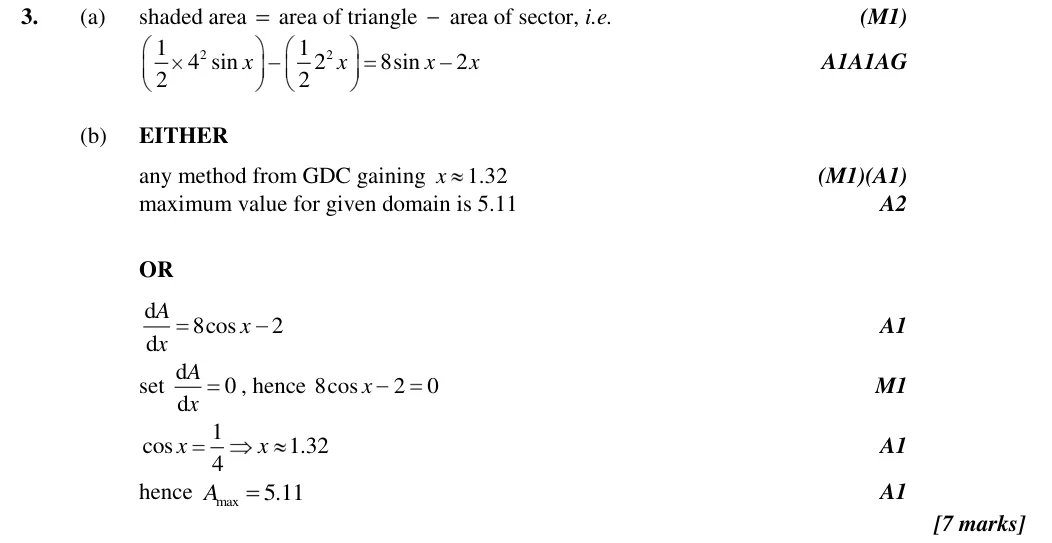 3. (a) shaded area = area of triangle − area of sector, i.e. (M1)
(1/2 × 4² sin x) − (1/2 2² x) = 8 sin x − 2x A1A1AG
(b) EITHER
any method from GDC gaining x ≈ 1.32 (M1)(A1)
maximum value for given domain is 5.11 A2
OR
dA/dx = 8 cos x − 2 A1
set dA/dx = 0 , hence 8 cos x − 2 = 0 M1
cos x = 1/4 ⇒ x ≈ 1.32 A1
hence Amax = 5.11 A1
[7 marks]